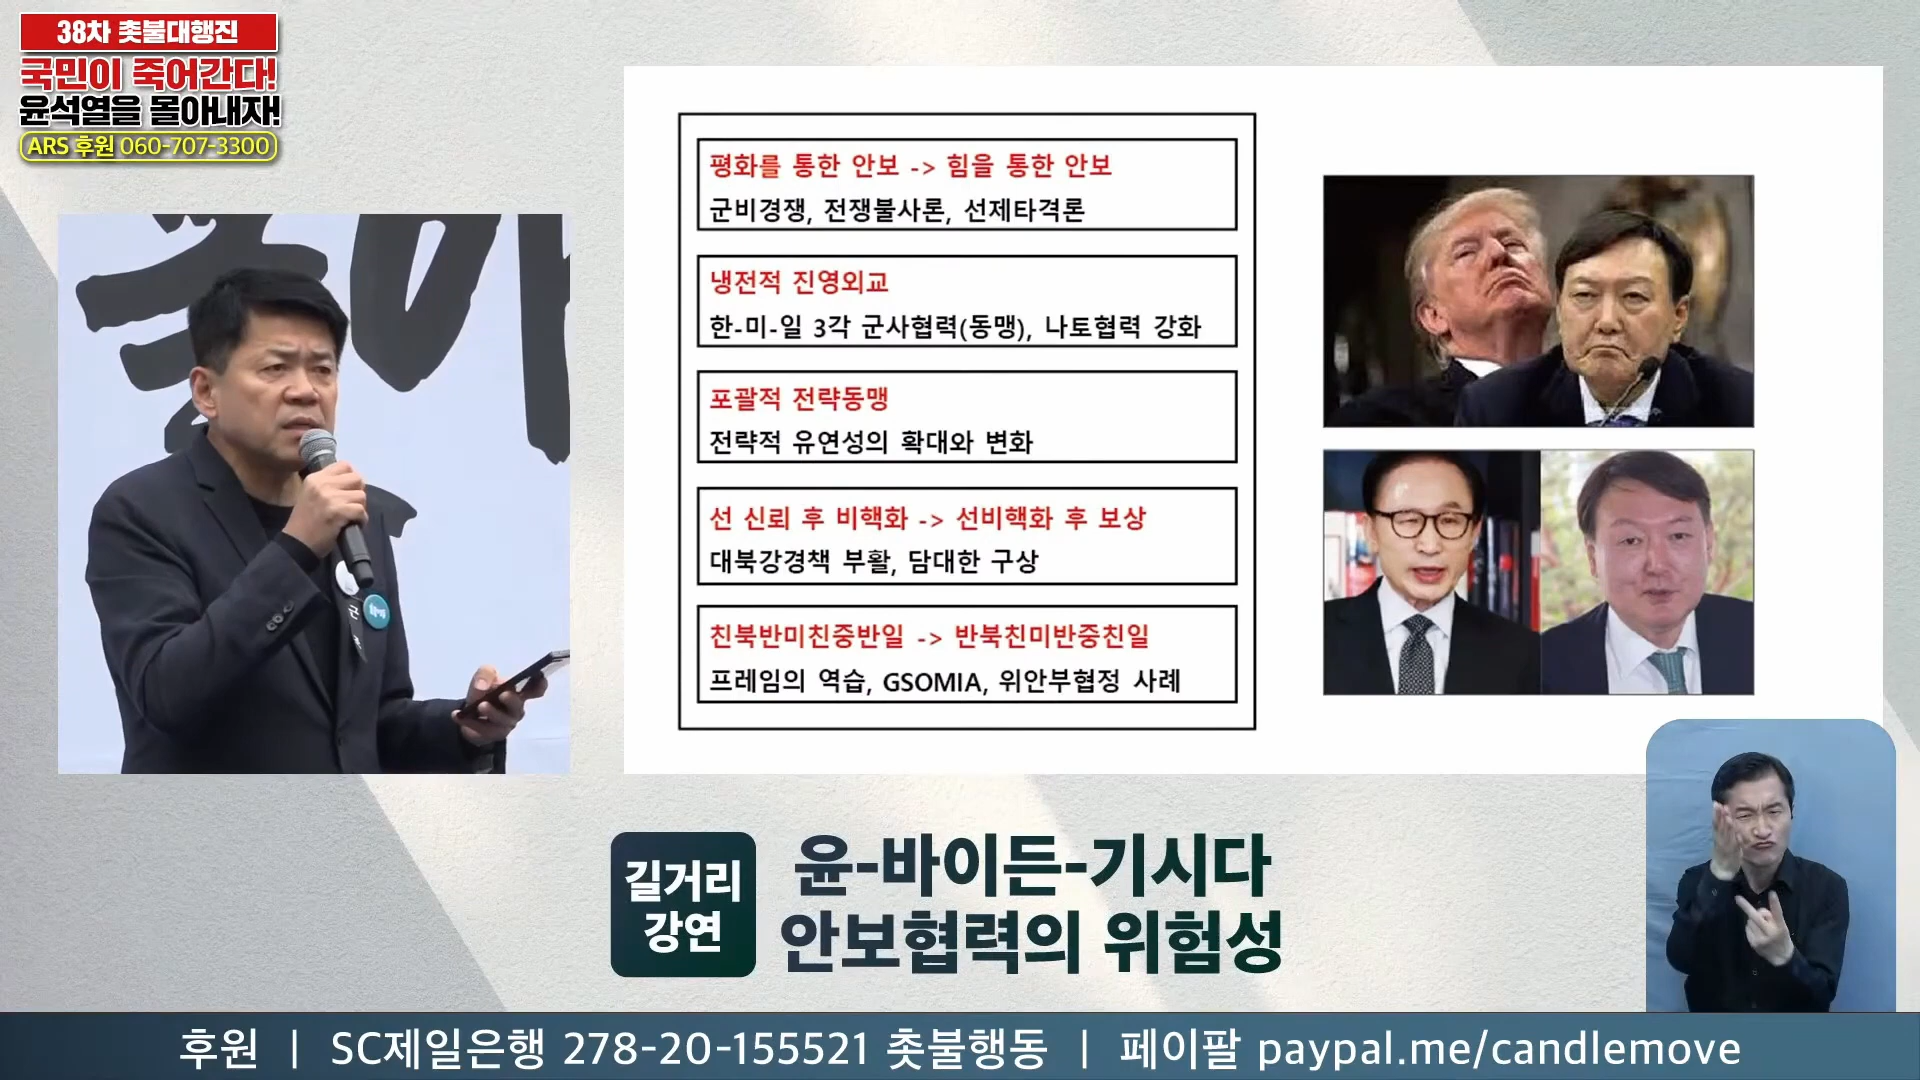 38차 촛불대행진
국민이 죽어간다!
윤석열을 몰아내자!
ARS 후원 060-707-3300
평화를 통한 안보 -> 힘을 통한 안보
군비경쟁, 전쟁불사론, 선제타격론
냉전적 진영외교
한-미-일 3각 군사협력(동맹), 나토협력 강화
포괄적 전략동맹
전략적 유연성의 확대와 변화
선 신뢰 후 비핵화 -> 선비핵화 후 보상
대북강경책 부활, 담대한 구상
친북반미친중반일 -> 반북친미반중친일
프레임의 역습, GSOMIA, 위안부협정 사례
길거리
강연
윤-바이든-기시다
안보협력의 위험성
후원 | SC제일은행 278-20-155521 촛불행동 | 페이팔 paypal.me/candlemove